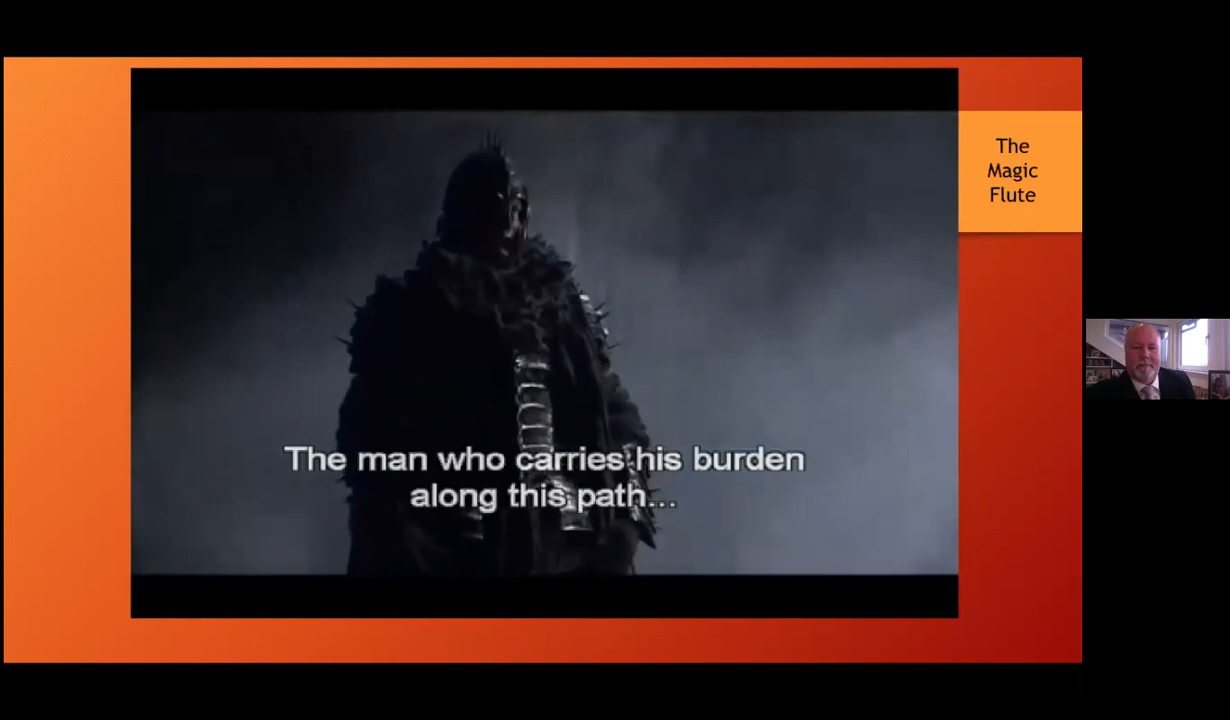 The
Magic
Flute
The man who carries his burden
along this path...